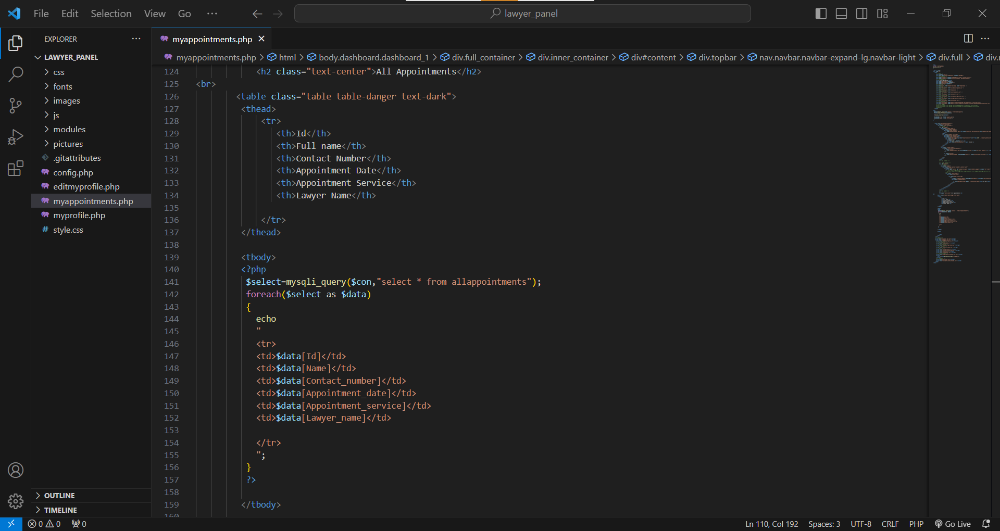 File Edit Selection View Go ··· lawyer_panel
EXPLORER ···
LAWYER_PANEL
css
fonts
images
js
modules
pictures
.gitattributes
config.php
editmyprofile.php
myappointments.php
myprofile.php
# style.css
OUTLINE
TIMELINE
myappointments.php
myappointments.php > html > body.dashboard.dashboard_1 > div.full_container > div.inner_container > div#content > div.topbar > nav.navbar.navbar-expand-lg.navbar-light > div.full >
124 <h2 class="text-center">All Appointments</h2>
125 <br>
126 <table class="table table-danger text-dark">
127 <thead>
128 <tr>
129 <th>Id</th>
130 <th>Full name</th>
131 <th>Contact Number</th>
132 <th>Appointment Date</th>
133 <th>Appointment Service</th>
134 <th>Lawyer Name</th>
135
136 </tr>
137 </thead>
138
139 <tbody>
140 <?php
141 $select=mysqli_query($con,"select * from allappointments");
142 foreach($select as $data)
143 {
144 echo
145 "
146 <tr>
147 <td>$data[Id]</td>
148 <td>$data[Name]</td>
149 <td>$data[Contact_number]</td>
150 <td>$data[Appointment_date]</td>
151 <td>$data[Appointment_service]</td>
152 <td>$data[Lawyer_name]</td>
153
154 </tr>
155 ";
156 }
157 ?>
158
159 </tbody>
160
0 0 0 Ln 110, Col 192 Spaces: 3 UTF-8 CRLF PHP Go Live